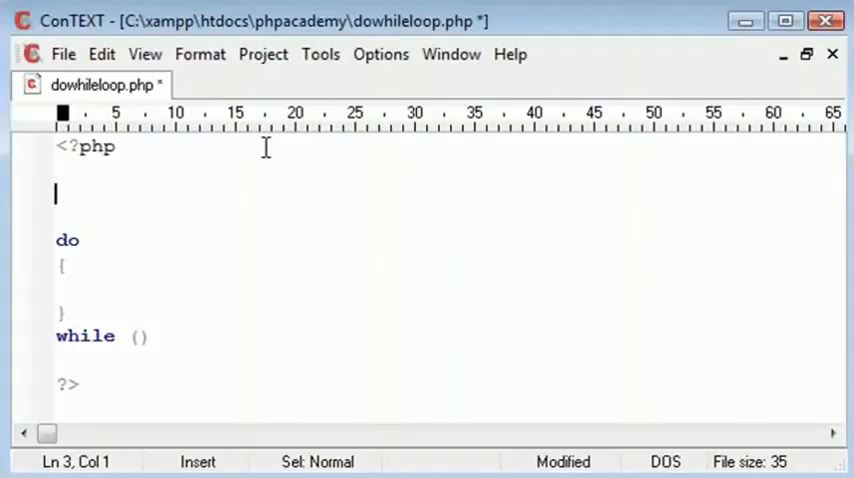 ConTEXT - [C:\xampp\htdocs\phpacademy\dowhileloop.php *]
File Edit View Format Project Tools Options Window Help
dowhileloop.php *
5 10 15 20 25 30 35 40 45 50 55 60 65
<?php
do
{
}
while ()
?>
Ln 3, Col 1 Insert Sel: Normal Modified DOS File size: 35